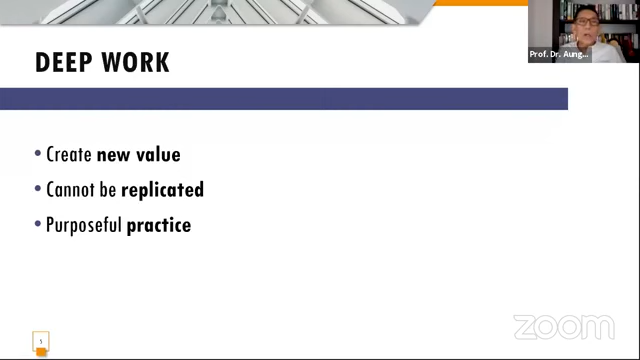 Prof. Dr. Aung...
DEEP WORK
• Create new value
• Cannot be replicated
• Purposeful practice
5
zoom